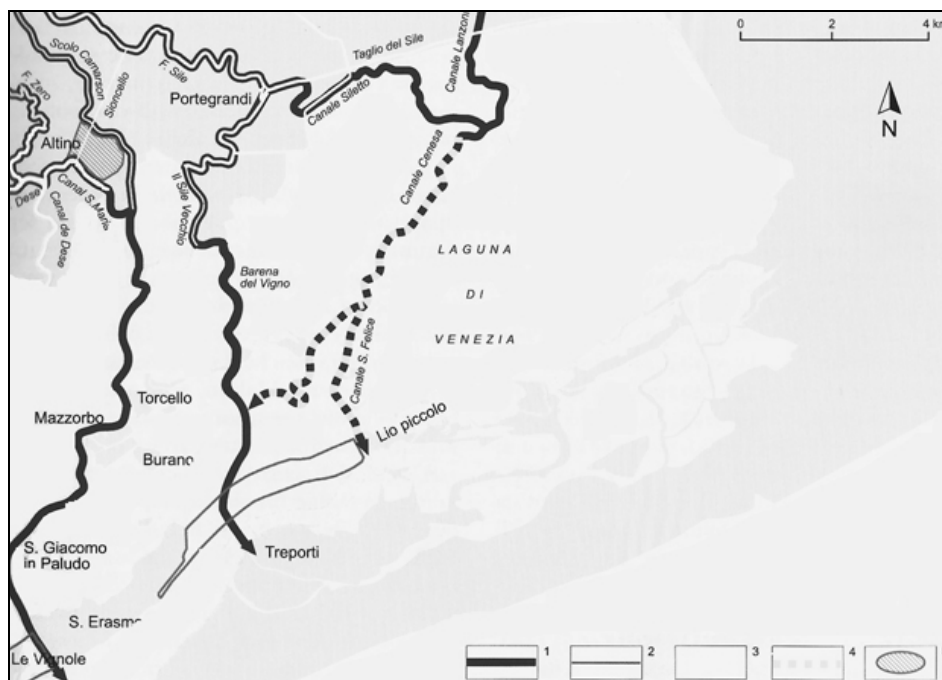 0 2 4 km
Canale Lanzoni
Taglio del Sile
Scolo Camarson
Sioncello
F. Sile
F. Zero
Portegrandi
Canale Siletto
N
Altino
Canale Cenesa
Dese
Canal S. Maria
Canal de Dese
Il Sile Vecchio
LAGUNA
DI
VENEZIA
Barena
del Vigno
Canale S. Felice
Torcello
Mazzorbo
Lio piccolo
Burano
S. Giacomo
in Paludo
Treporti
S. Erasmo
Le Vignole
1 2 3 4